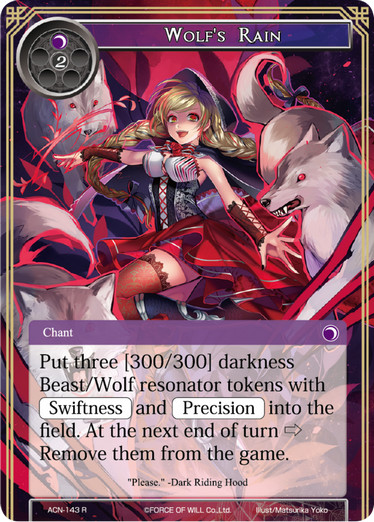 Wolf's Rain
2
Chant
Put three [300/300] darkness
Beast/Wolf resonator tokens with
Swiftness and Precision into the
field. At the next end of turn ⇨
Remove them from the game.
"Please." -Dark Riding Hood
ACN-143 R ©FORCE OF WILL Co.,Ltd. Illust/Matsurika Yoko